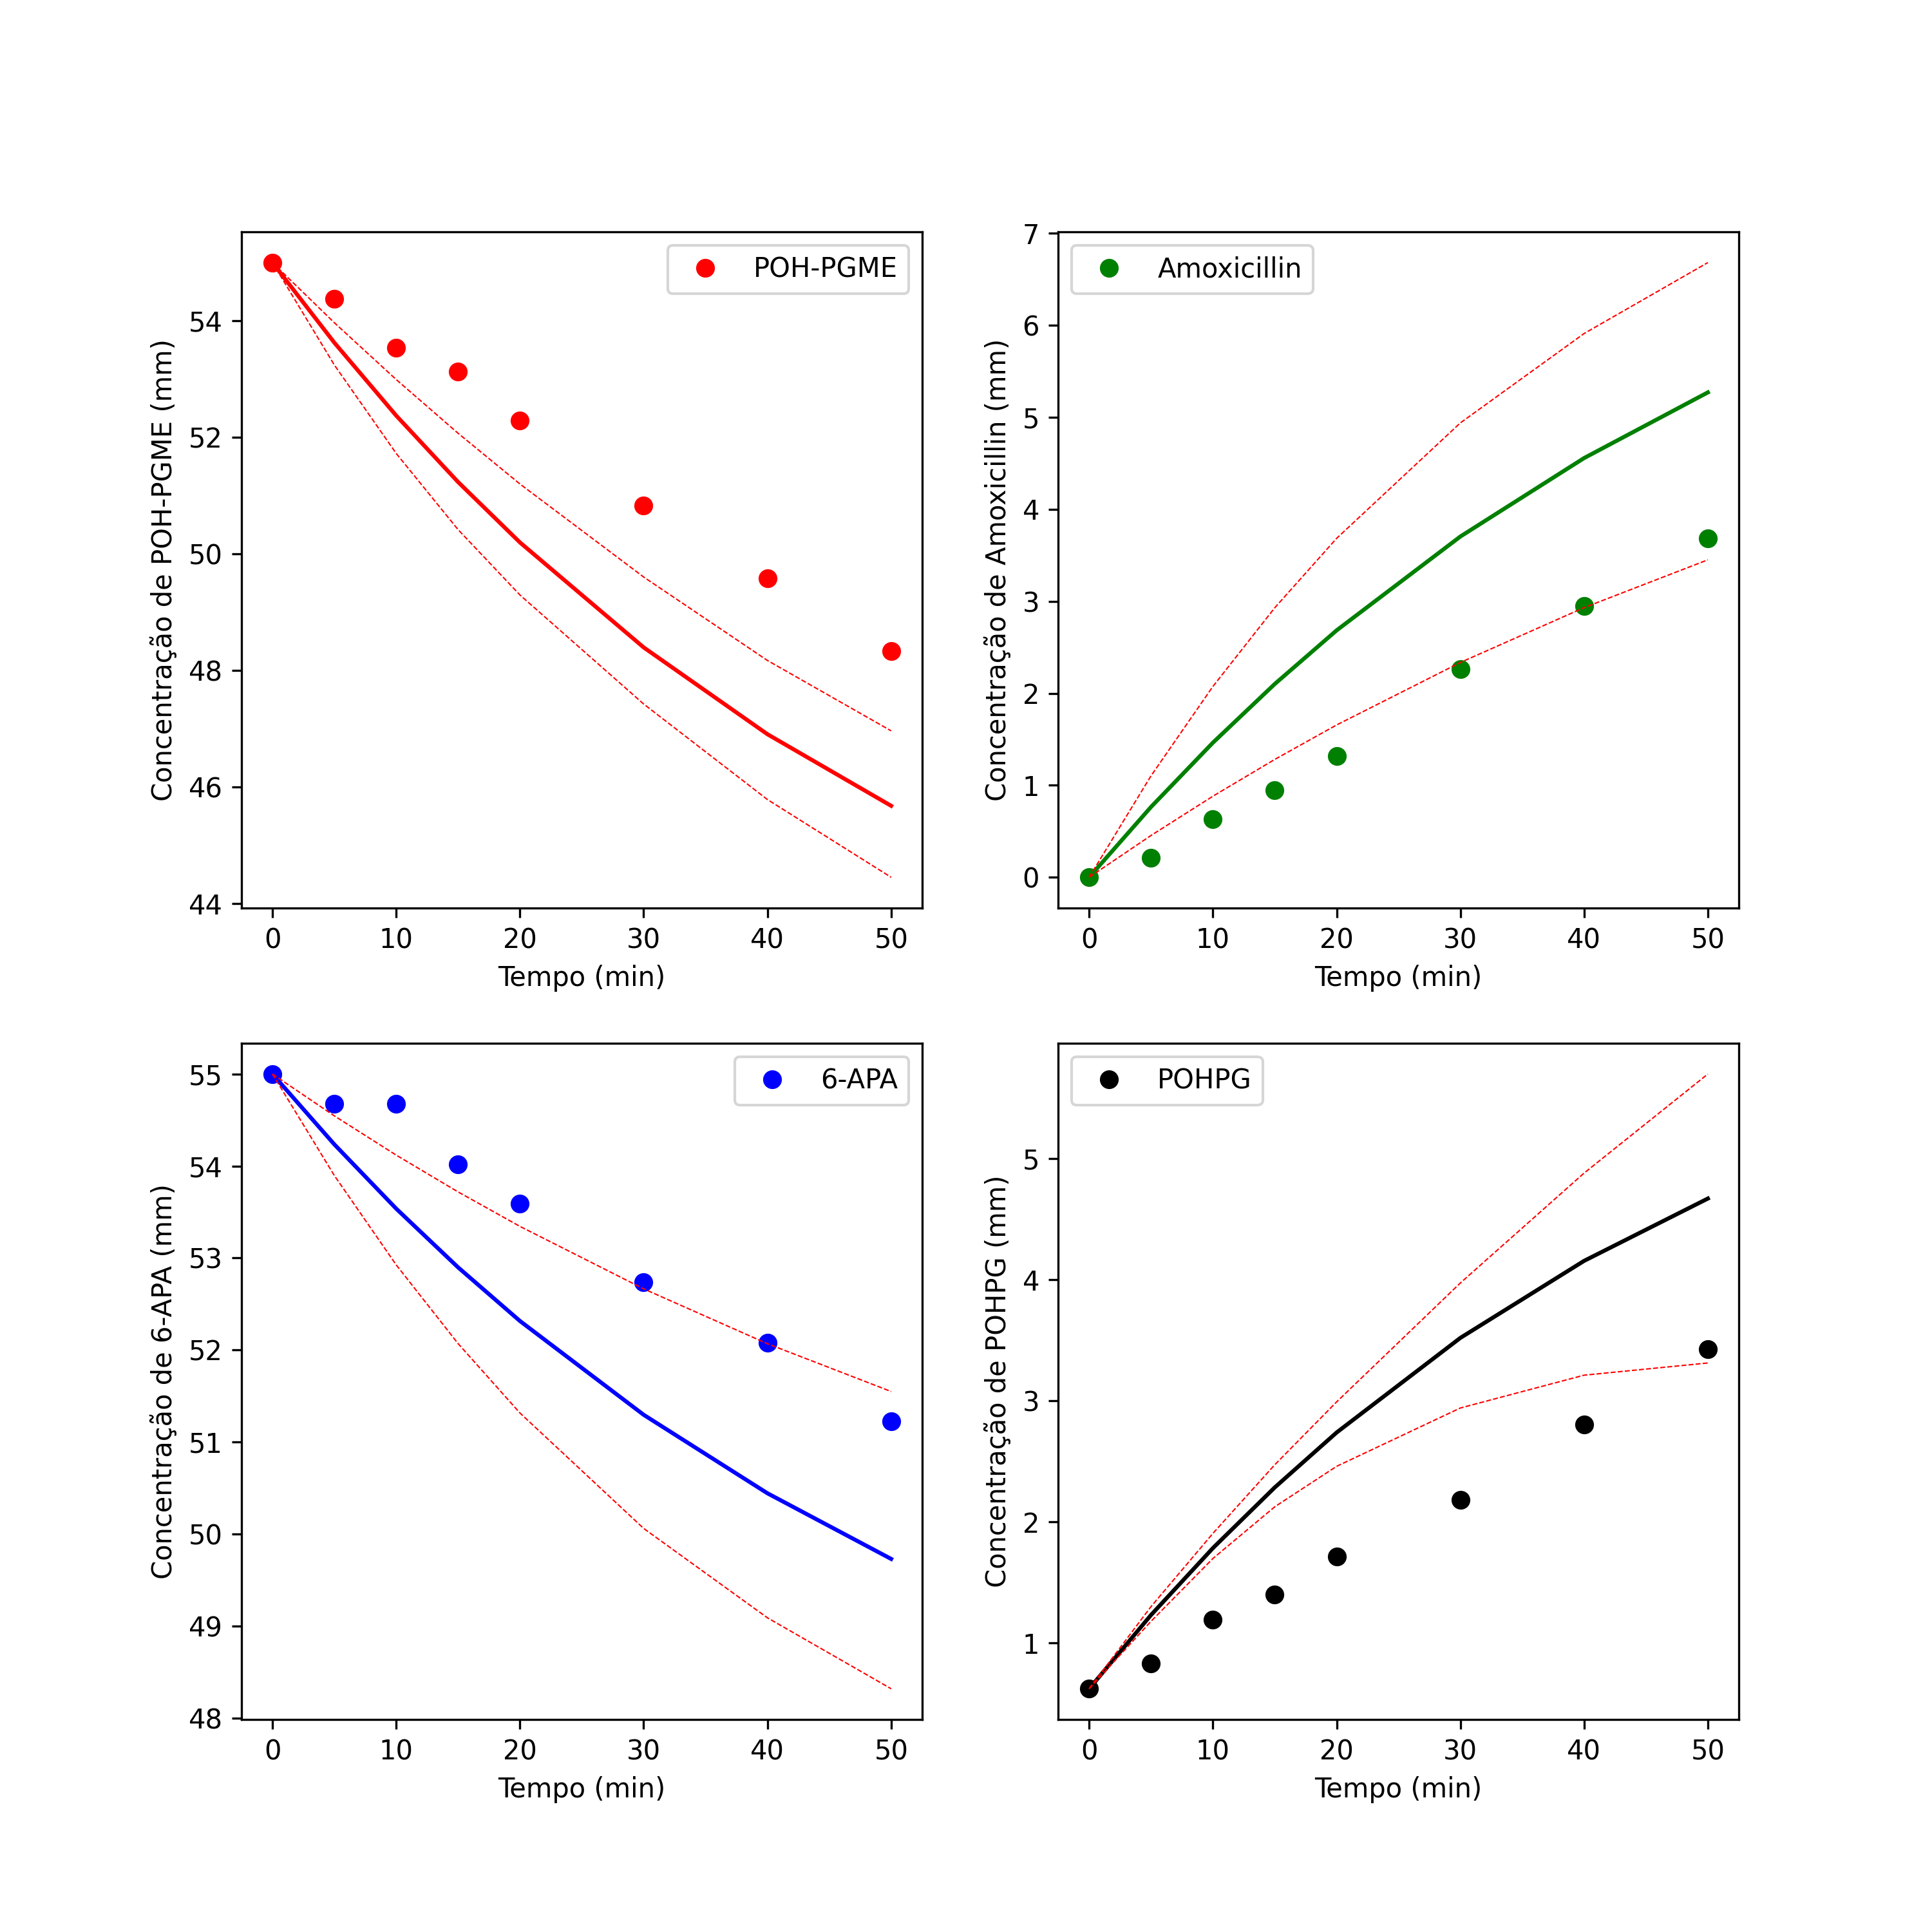 POH-PGME
Concentração de POH-PGME (mm)
54
52
50
48
46
44
0 10 20 30 40 50
Tempo (min)
Amoxicillin
Concentração de Amoxicillin (mm)
7
6
5
4
3
2
1
0
0 10 20 30 40 50
Tempo (min)
6-APA
Concentração de 6-APA (mm)
55
54
53
52
51
50
49
48
0 10 20 30 40 50
Tempo (min)
POHPG
Concentração de POHPG (mm)
5
4
3
2
1
0 10 20 30 40 50
Tempo (min)